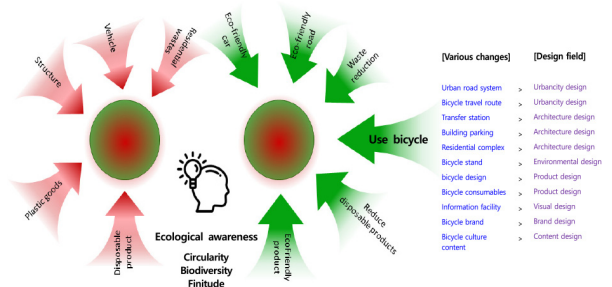 Structure
Vehicle
Residential
wastes
Plastic goods
Disposable
product
Eco-friendly
car
Eco-friendly
road
Waste
reduction
Use bicycle
Reduce
disposable products
EcoFriendly
product
Ecological awareness
Circularity
Biodiversity
Finitude
[Various changes] [Design field]
Urban road system > Urbancity design
Bicycle travel route > Urbancity design
Transfer station > Architecture design
Building parking > Architecture design
Residential complex > Architecture design
Bicycle stand > Environmental design
bicycle design > Product design
Bicycle consumables > Product design
Information facility > Visual design
Bicycle brand > Brand design
Bicycle culture > Content design
content